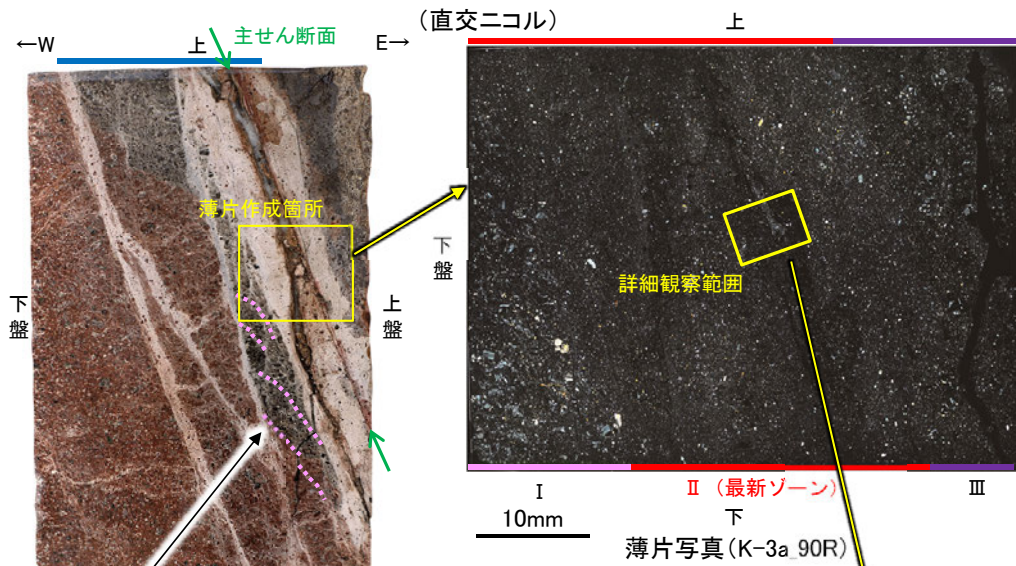 ←W
上
主せん断面
E→
薄片作成箇所
下
盤
上
盤
(直交ニコル)
上
下
盤
詳細観察範囲
Ⅰ
Ⅱ (最新ゾーン)
Ⅲ
10mm
下
薄片写真(K-3a_90R)